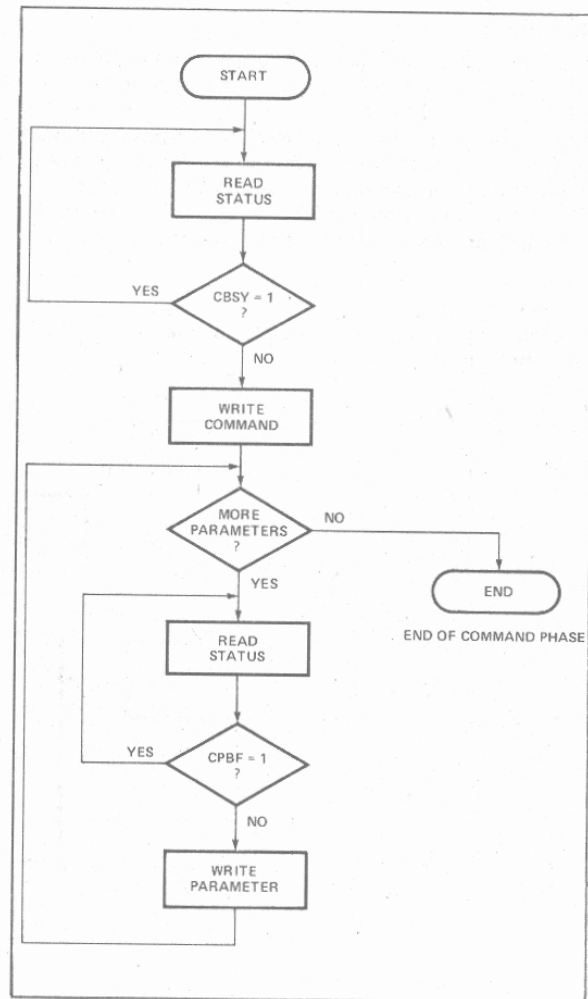 START
READ
STATUS
YES
CBSY = 1
?
NO
WRITE
COMMAND
MORE
PARAMETERS
?
NO
YES
END
END OF COMMAND PHASE
READ
STATUS
YES
CPBF = 1
?
NO
WRITE
PARAMETER